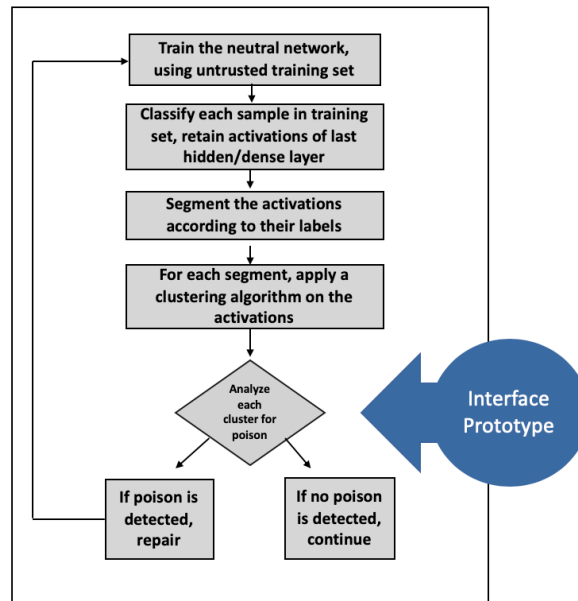 Train the neutral network,
using untrusted training set
Classify each sample in training
set, retain activations of last
hidden/dense layer
Segment the activations
according to their labels
For each segment, apply a
clustering algorithm on the
activations
Analyze
each
cluster for
poison
Interface
Prototype
If poison is
detected,
repair
If no poison
is detected,
continue